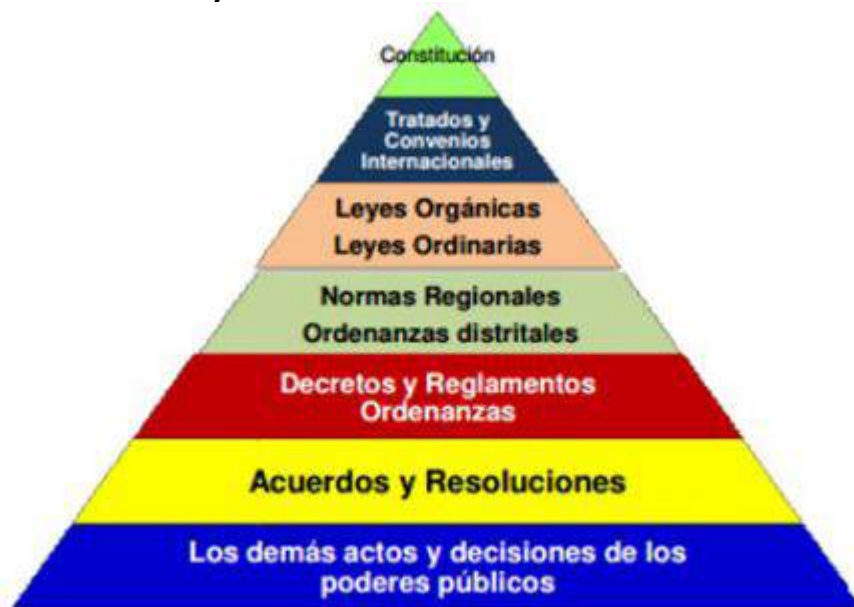 Constitución
Tratados y
Convenios
Internacionales
Leyes Orgánicas
Leyes Ordinarias
Normas Regionales
Ordenanzas distritales
Decretos y Reglamentos
Ordenanzas
Acuerdos y Resoluciones
Los demás actos y decisiones de los
poderes públicos